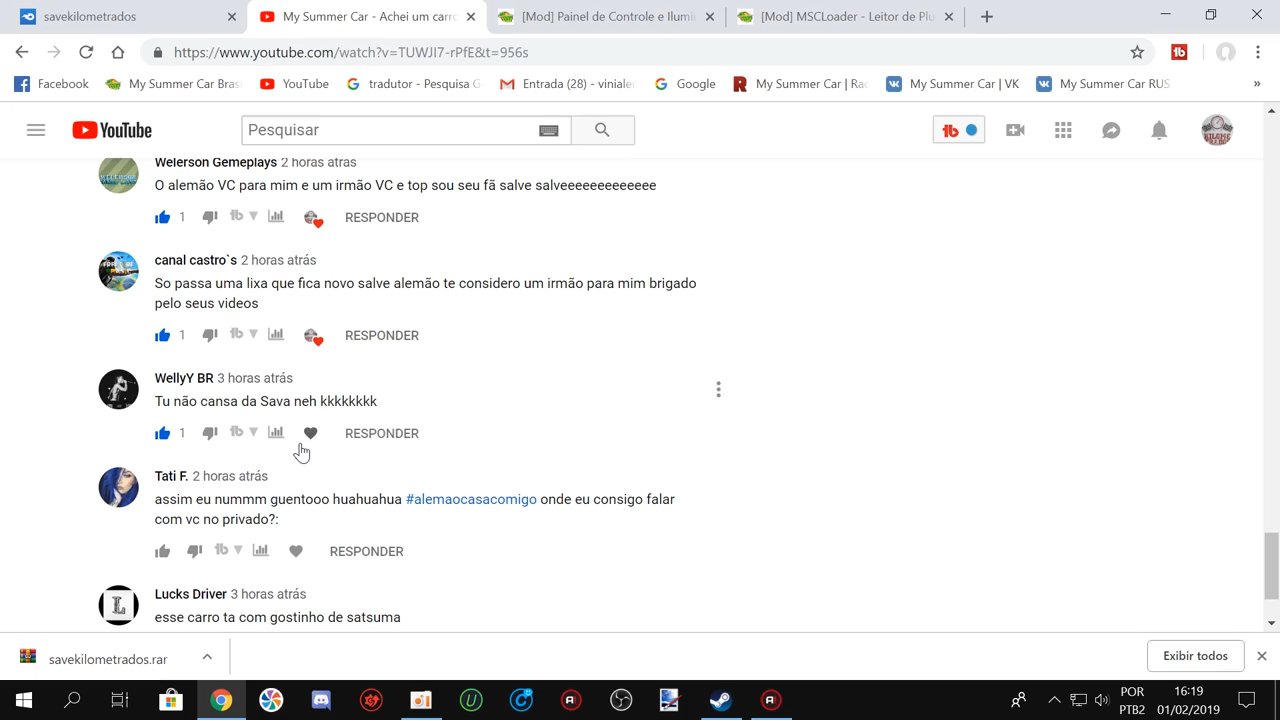 savekilometrados
My Summer Car - Achei um carro
[Mod] Painel de Controle e Ilumi
[Mod] MSCLoader - Leitor de Plu
https://www.youtube.com/watch?v=TUWJI7-rPfE&t=956s
Facebook
My Summer Car Bras
YouTube
tradutor - Pesquisa G
Entrada (28) - viniale
Google
My Summer Car | Rac
My Summer Car | VK
My Summer Car RUS
»
YouTube
Pesquisar
Welerson Gemeplays 2 horas atrás
O alemão VC para mim e um irmão VC e top sou seu fã salve salveeeeeeeeeeeee
1 RESPONDER
canal castro`s 2 horas atrás
So passa uma lixa que fica novo salve alemão te considero um irmão para mim brigado
pelo seus videos
1 RESPONDER
WellyY BR 3 horas atrás
Tu não cansa da Sava neh kkkkkkkk
1 RESPONDER
Tati F. 2 horas atrás
assim eu nummm guentooo huahuahua #alemaocasacomigo onde eu consigo falar
com vc no privado?:
RESPONDER
Lucks Driver 3 horas atrás
esse carro ta com gostinho de satsuma
savekilometrados.rar
Exibir todos
POR
PTB2
16:19
01/02/2019